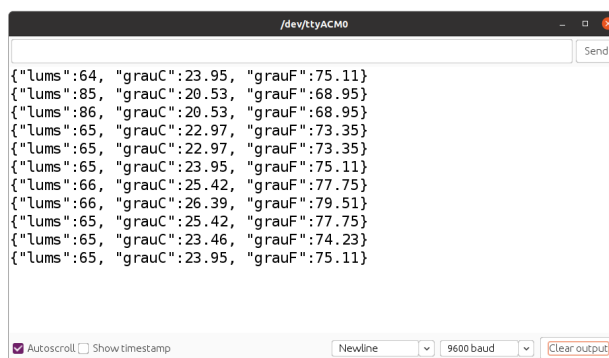 /dev/ttyACM0
Send
{"lums":64, "grauC":23.95, "grauF":75.11}
{"lums":85, "grauC":20.53, "grauF":68.95}
{"lums":86, "grauC":20.53, "grauF":68.95}
{"lums":65, "grauC":22.97, "grauF":73.35}
{"lums":65, "grauC":22.97, "grauF":73.35}
{"lums":65, "grauC":23.95, "grauF":75.11}
{"lums":66, "grauC":25.42, "grauF":77.75}
{"lums":66, "grauC":26.39, "grauF":79.51}
{"lums":65, "grauC":25.42, "grauF":77.75}
{"lums":65, "grauC":23.46, "grauF":74.23}
{"lums":65, "grauC":23.95, "grauF":75.11}
Autoscroll Show timestamp Newline 9600 baud Clear output